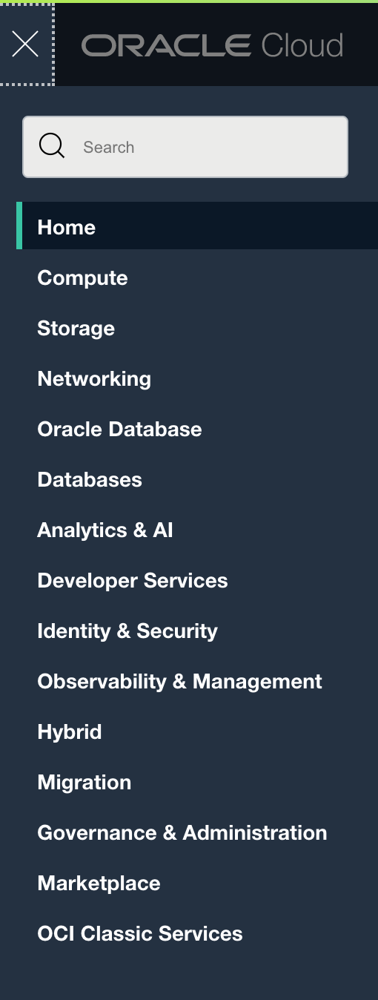 ORACLE Cloud
Search
Home
Compute
Storage
Networking
Oracle Database
Databases
Analytics & AI
Developer Services
Identity & Security
Observability & Management
Hybrid
Migration
Governance & Administration
Marketplace
OCI Classic Services